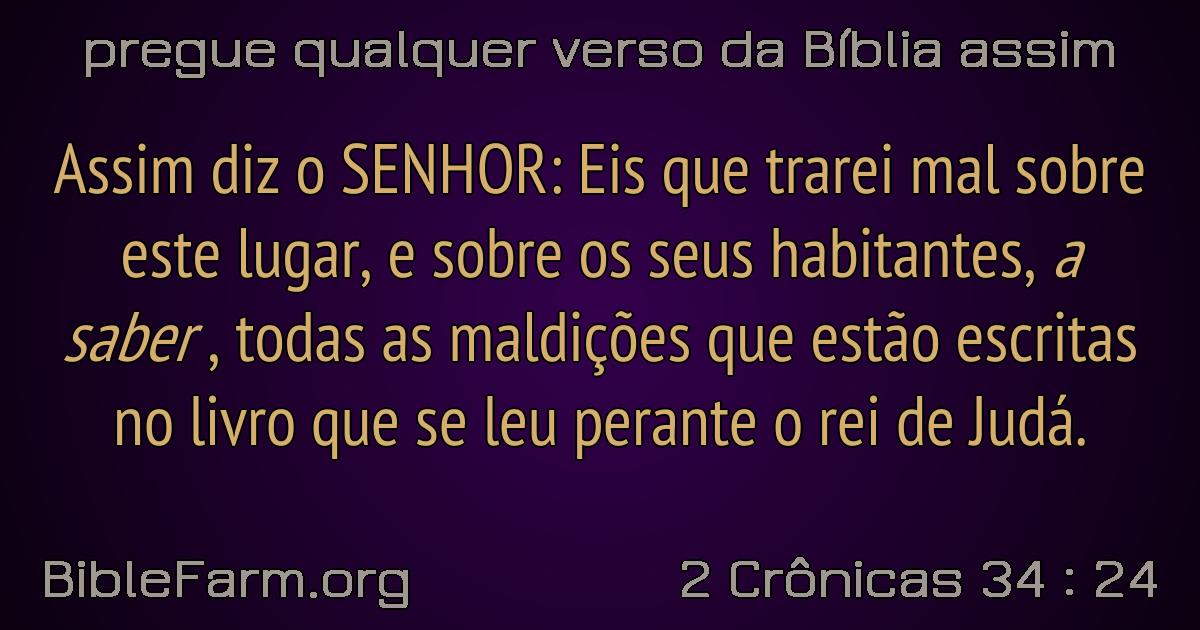 pregue qualquer verso da Bíblia assim
Assim diz o SENHOR: Eis que trarei mal sobre
este lugar, e sobre os seus habitantes, a
saber , todas as maldições que estão escritas
no livro que se leu perante o rei de Judá.
BibleFarm.org
2 Crônicas 34 : 24